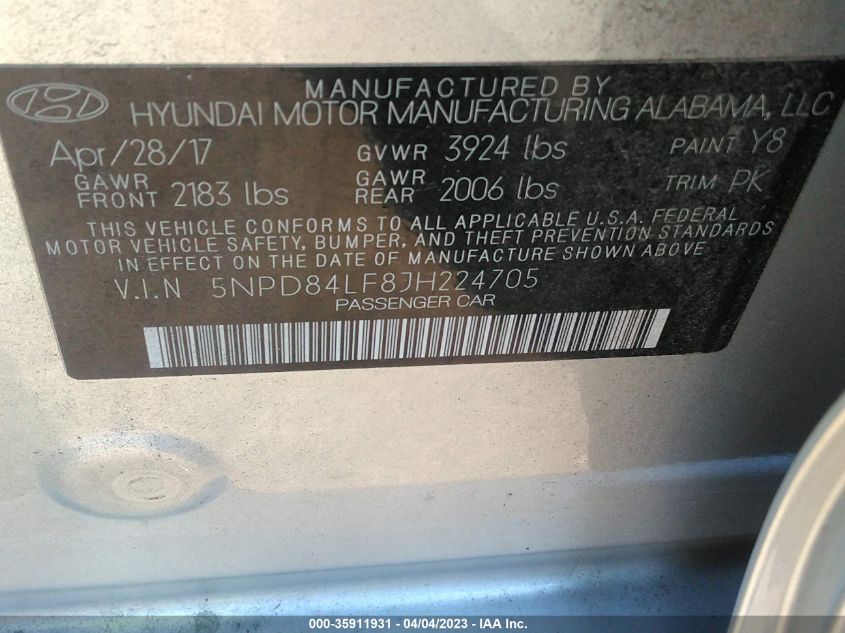 MANUFACTURED BY
HYUNDAI MOTOR MANUFACTURING ALABAMA, LLC
Apr/28/17 GVWR 3924 lbs PAINT Y8
GAWR FRONT 2183 lbs GAWR REAR 2006 lbs TRIM PK
THIS VEHICLE CONFORMS TO ALL APPLICABLE U.S.A. FEDERAL
MOTOR VEHICLE SAFETY, BUMPER, AND THEFT PREVENTION STANDARDS
IN EFFECT ON THE DATE OF MANUFACTURE SHOWN ABOVE
V.I.N 5NPD84LF8JH224705
PASSENGER CAR
000-35911931 - 04/04/2023 - IAA Inc.